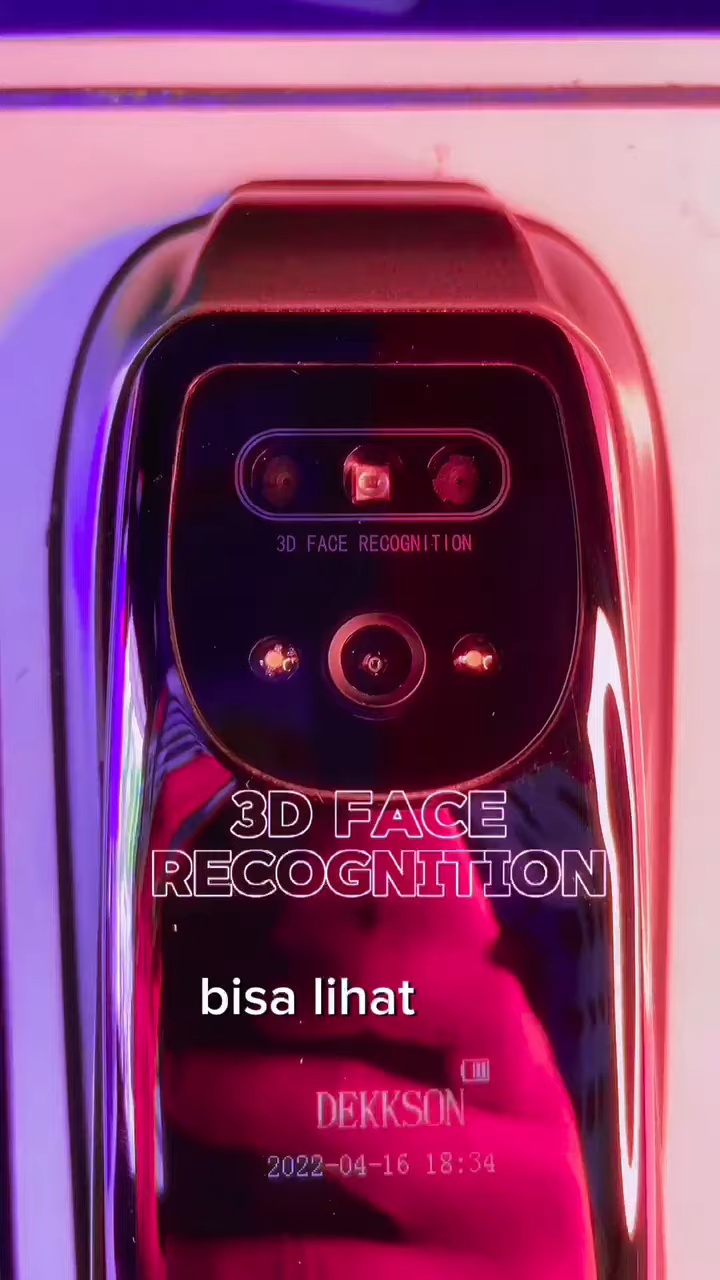 3D FACE RECOGNITION
3D FACE
RECOGNITION
bisa lihat
DEKKSON
2022-04-16 18:34